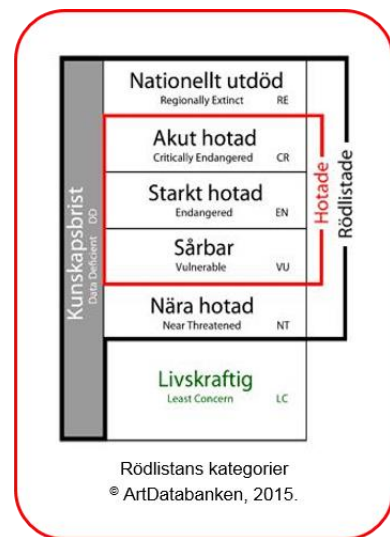 Kunskapsbrist
Data Deficient DD
Nationellt utdöd
Regionally Extinct RE
Akut hotad
Critically Endangered CR
Starkt hotad
Endangered EN
Sårbar
Vulnerable VU
Nära hotad
Near Threatened NT
Livskraftig
Least Concern LC
Hotade
Rödlistade
Rödlistans kategorier
© ArtDatabanken, 2015.